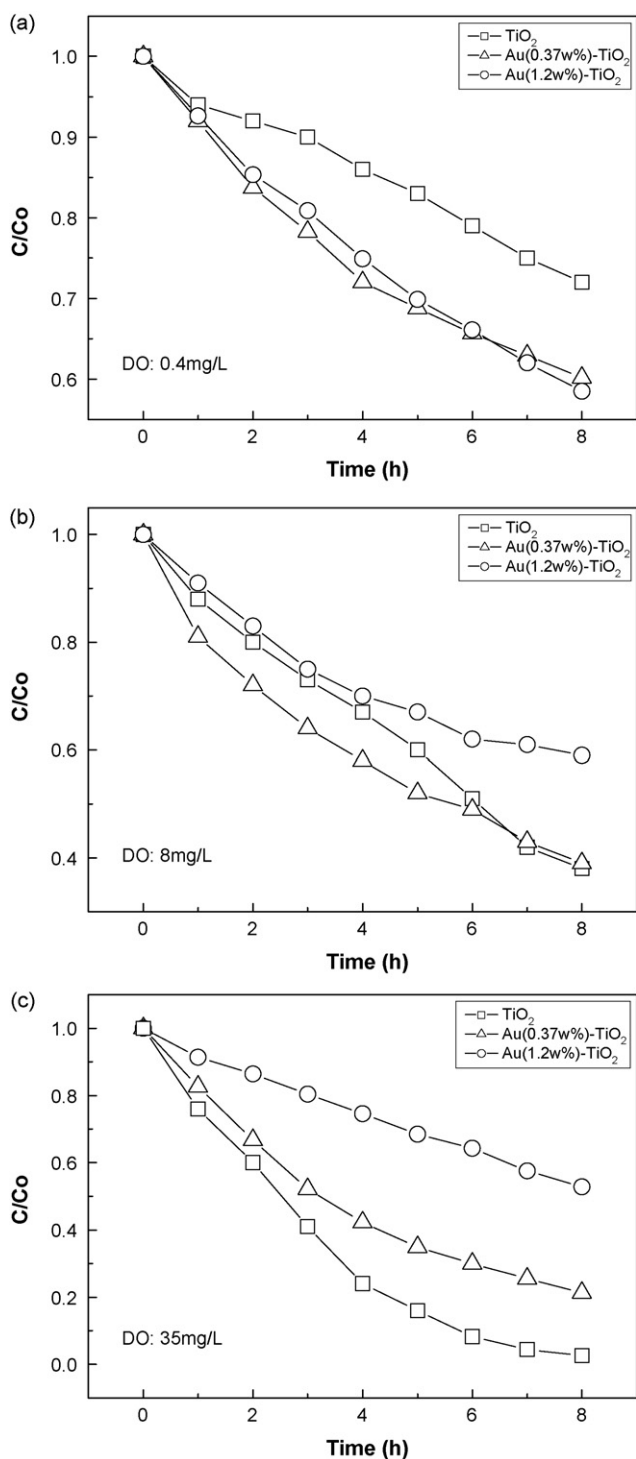 (a)
TiO2
Au(0.37w%)-TiO2
Au(1.2w%)-TiO2
1.0
0.9
0.8
0.7
0.6
C/Co
DO: 0.4mg/L
0 2 4 6 8
Time (h)
(b)
TiO2
Au(0.37w%)-TiO2
Au(1.2w%)-TiO2
1.0
0.8
0.6
0.4
C/Co
DO: 8mg/L
0 2 4 6 8
Time (h)
(c)
TiO2
Au(0.37w%)-TiO2
Au(1.2w%)-TiO2
1.0
0.8
0.6
0.4
0.2
0.0
C/Co
DO: 35mg/L
0 2 4 6 8
Time (h)